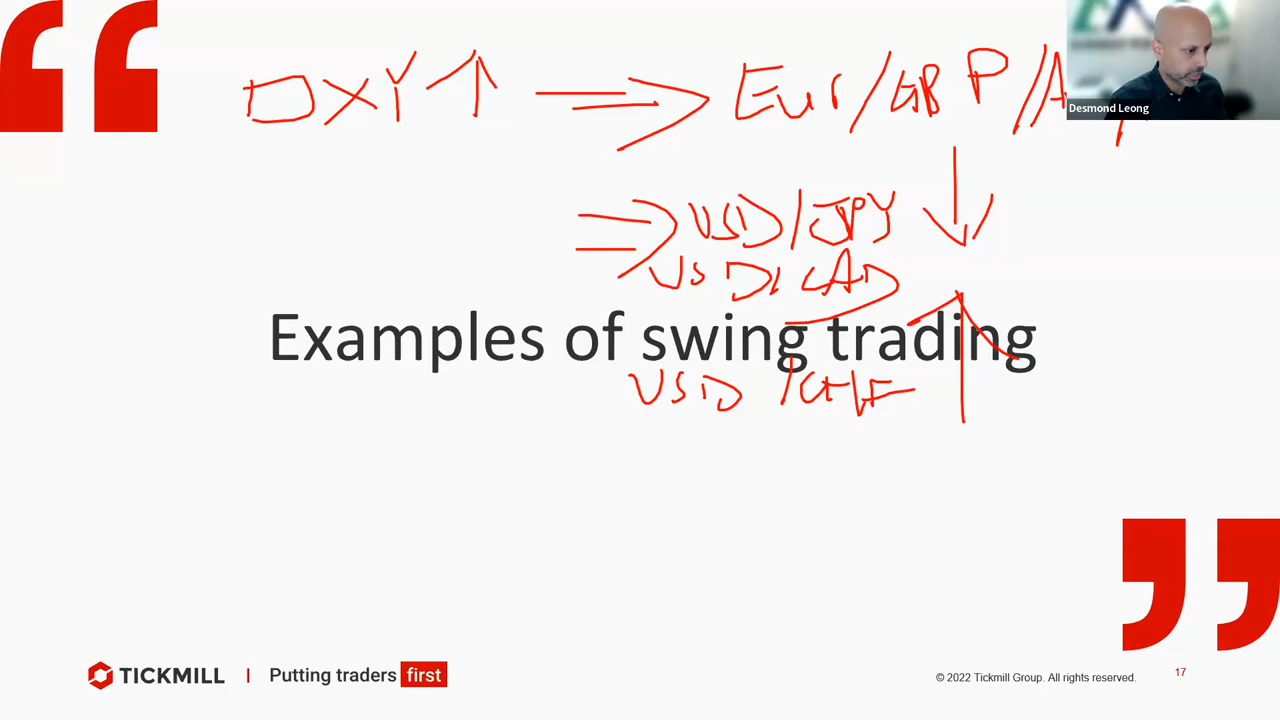 DXY ↑ ⇒ Eur/GBP/A
Desmond Leong
⇒ USD/JPY ↓
USD/CAD
Examples of swing trading
USD/CHF ↑
TICKMILL | Putting traders first
© 2022 Tickmill Group. All rights reserved.
17